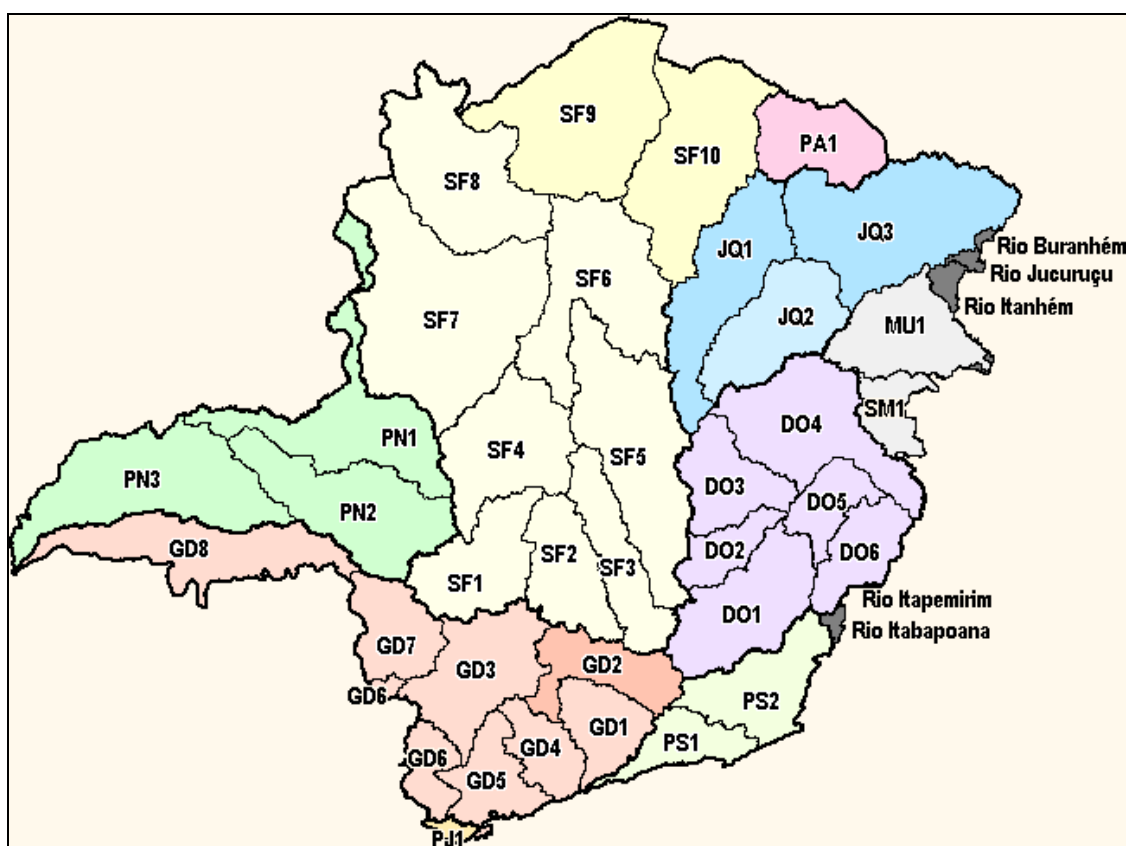 SF9
PA1
SF10
SF8
JQ3
Rio Buranhém
JQ1
SF6
Rio Jucuruçu
Rio Itanhém
JQ2
SF7
MU1
SM1
DO4
PN1
SF4
SF5
PN3
DO3
DO5
PN2
GD8
DO2
DO6
SF2
SF3
SF1
Rio Itapemirim
DO1
Rio Itabapoana
GD7
GD3
GD2
GD6
PS2
GD1
PS1
GD4
GD6
GD5
PJ1